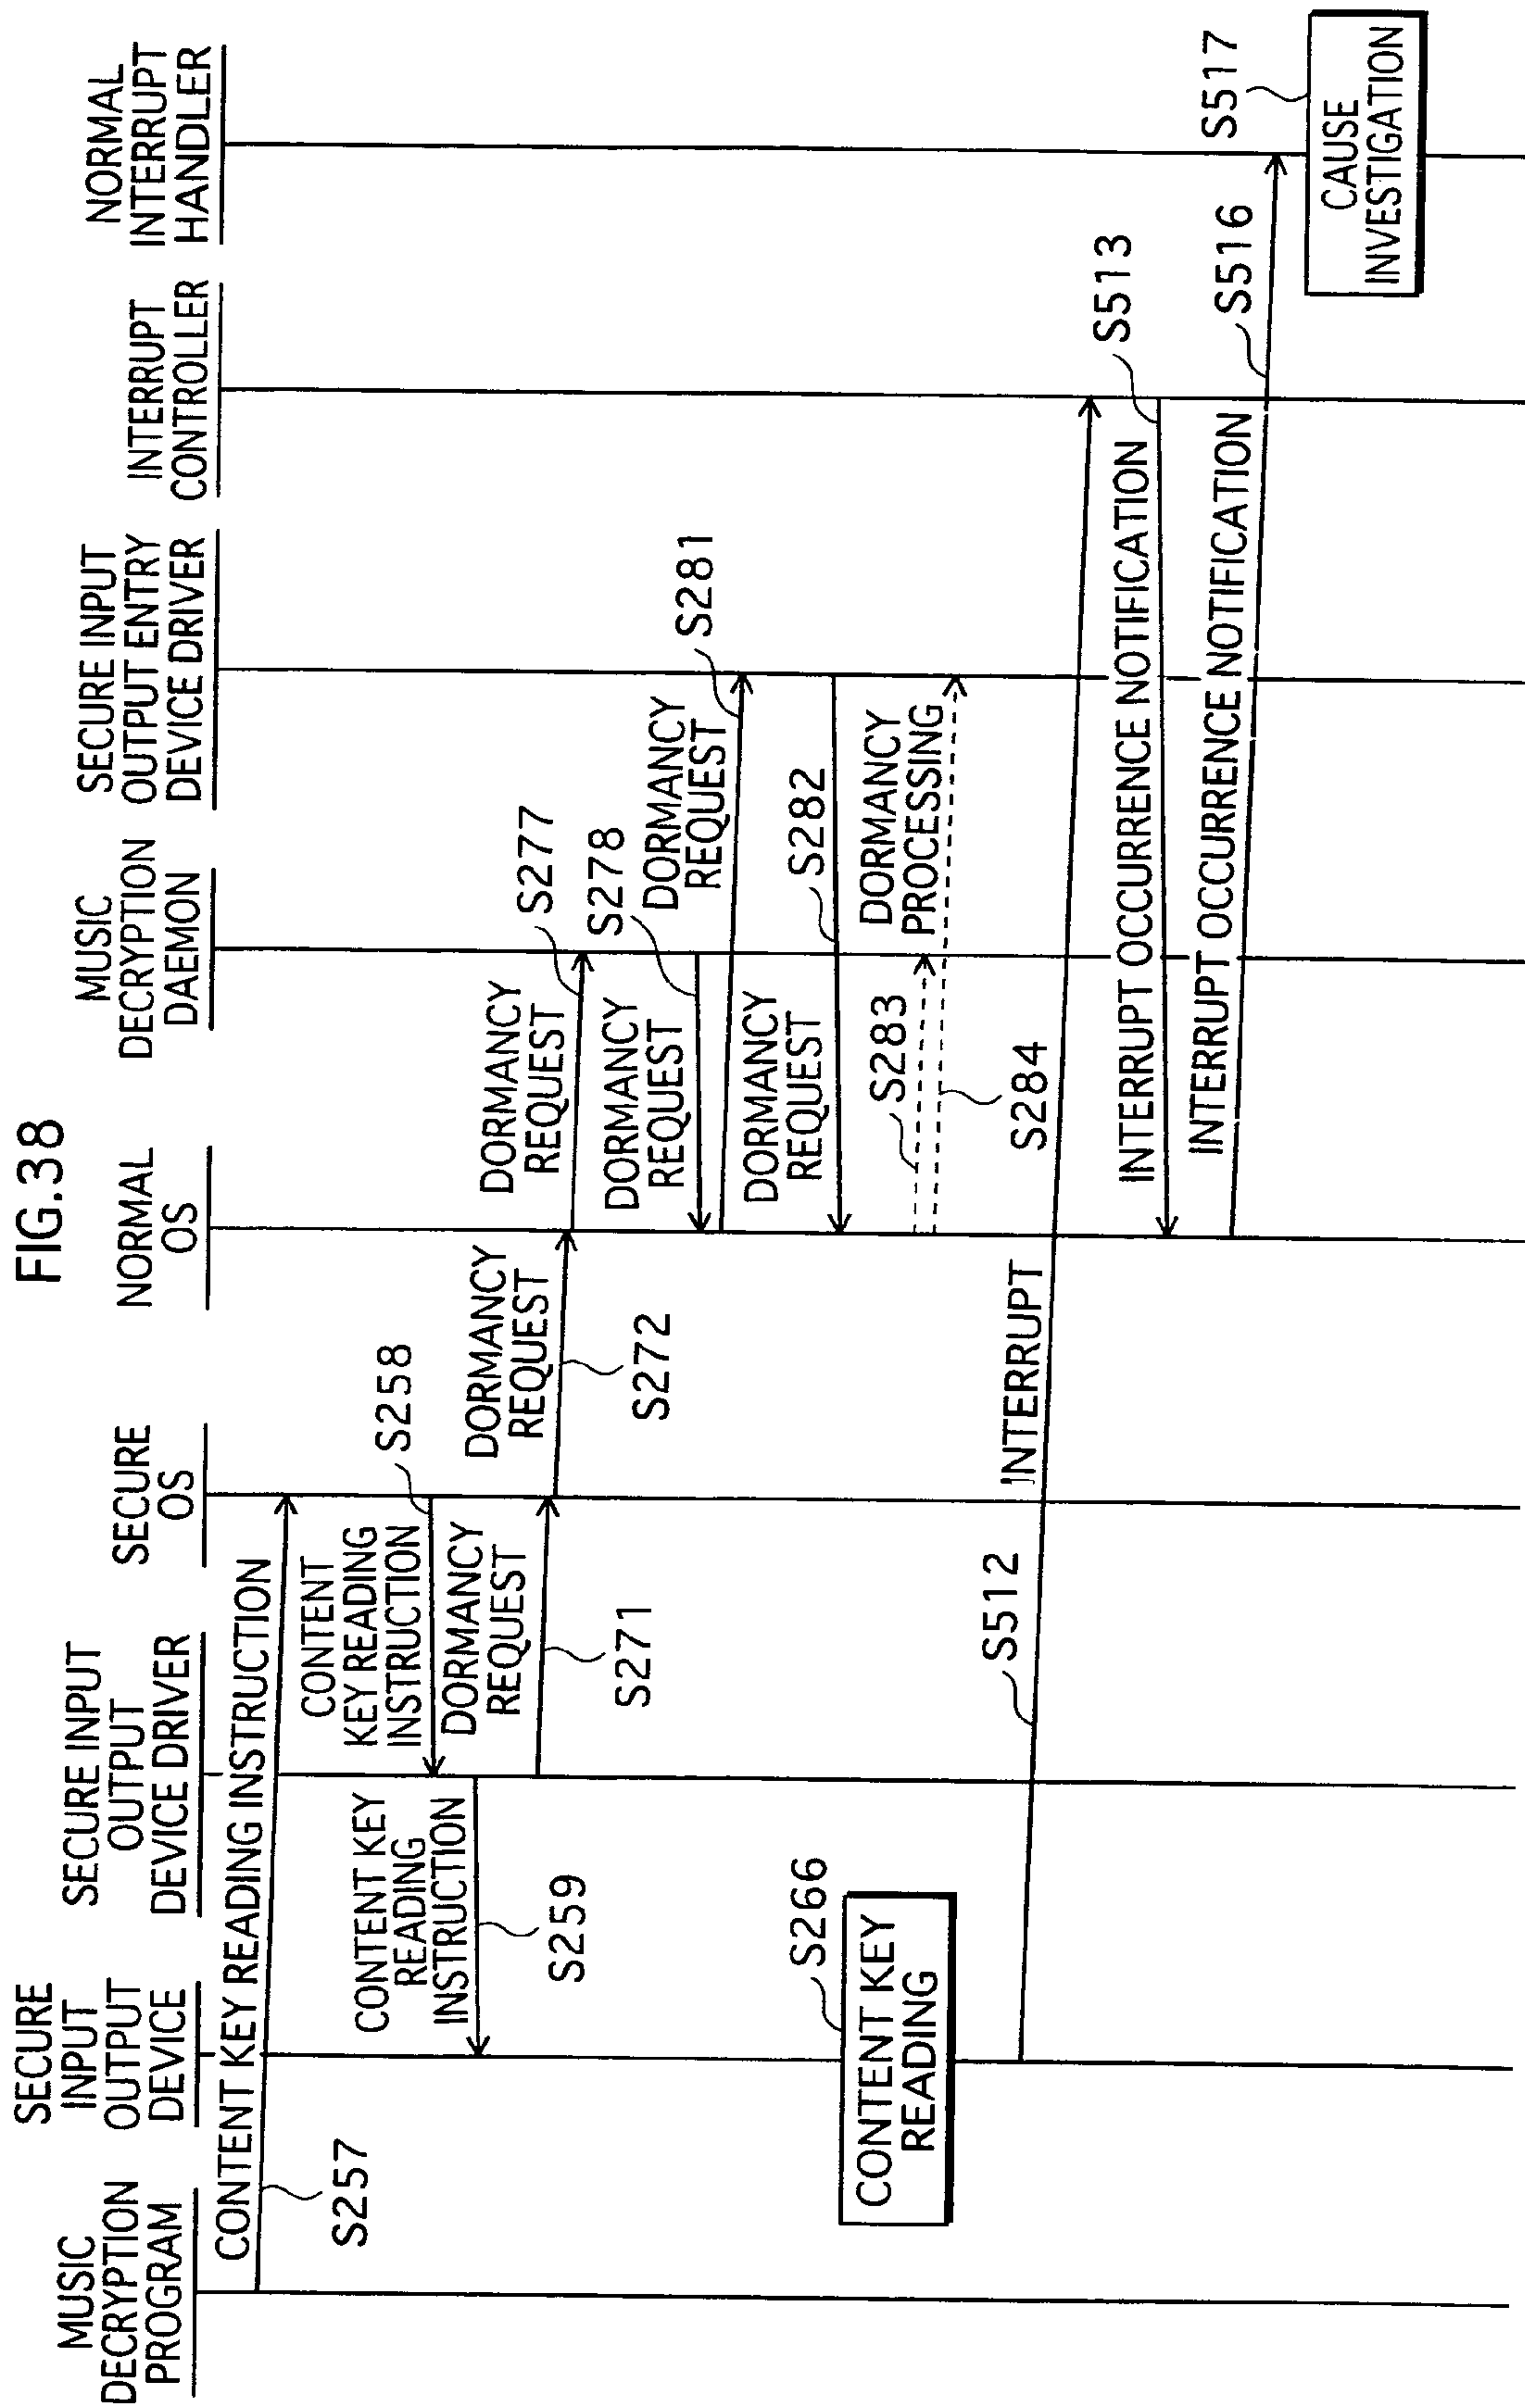 FIG.38
MUSIC
DECRYPTION
PROGRAM
SECURE
INPUT
OUTPUT
DEVICE
SECURE INPUT
OUTPUT
DEVICE DRIVER
SECURE
OS
NORMAL
OS
MUSIC
DECRYPTION
DAEMON
SECURE INPUT
OUTPUT ENTRY
DEVICE DRIVER
INTERRUPT
CONTROLLER
NORMAL
INTERRUPT
HANDLER
CONTENT KEY READING INSTRUCTION
S257
CONTENT
KEY READING
INSTRUCTION
S258
CONTENT KEY
READING
INSTRUCTION
S259
DORMANCY
REQUEST
S271
DORMANCY
REQUEST
S272
DORMANCY
REQUEST
S277
DORMANCY
REQUEST
S278
DORMANCY
REQUEST
S281
DORMANCY
REQUEST
S282
DORMANCY
PROCESSING
S283
S284
S266
CONTENT KEY
READING
S512
INTERRUPT
INTERRUPT OCCURRENCE NOTIFICATION
S513
INTERRUPT OCCURRENCE NOTIFICATION
S516
S517
CAUSE
INVESTIGATION